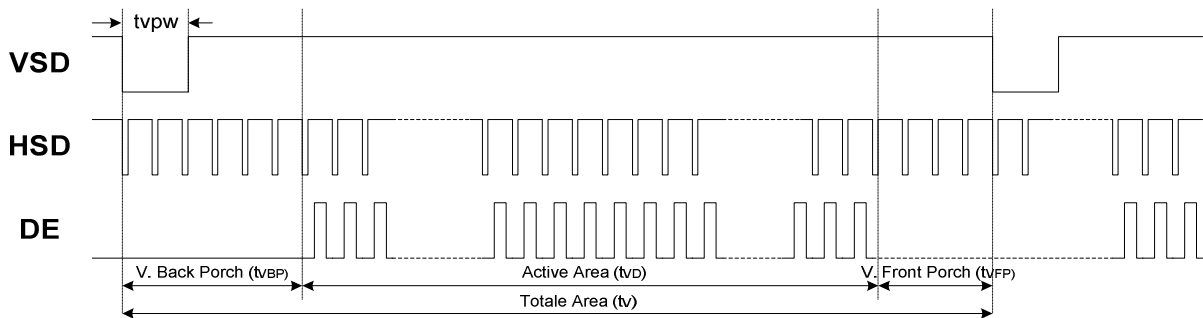 tvpw
VSD
HSD
DE
V. Back Porch (tVBP)
Active Area (tVD)
V. Front Porch (tVFP)
Totale Area (tv)